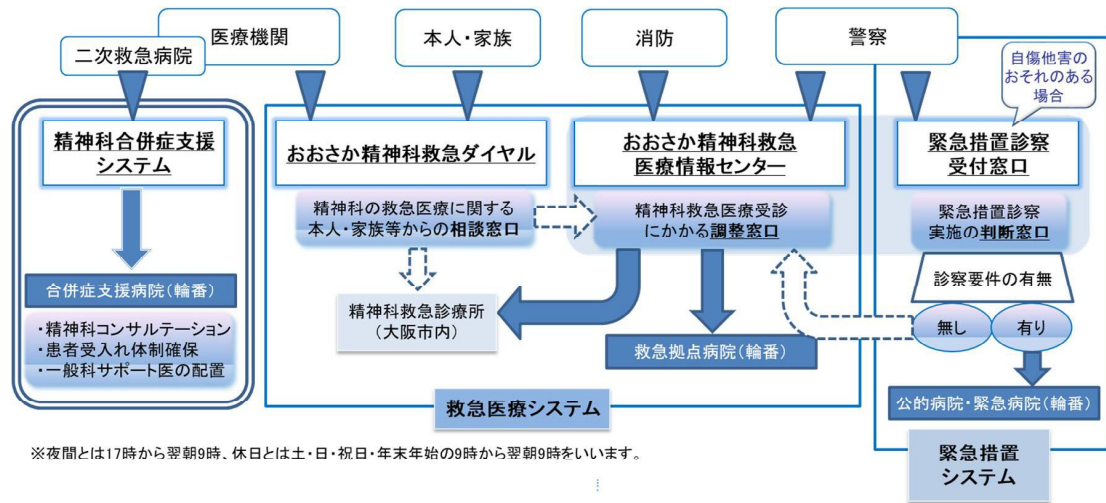 医療機関
本人・家族
消防
警察
二次救急病院
自傷他害の
おそれのある
場合
精神科合併症支援
システム
おおさか精神科救急ダイヤル
おおさか精神科救急
医療情報センター
緊急措置診察
受付窓口
精神科の救急医療に関する
本人・家族等からの相談窓口
精神科救急医療受診
にかかる調整窓口
緊急措置診察
実施の判断窓口
合併症支援病院(輪番)
・精神科コンサルテーション
・患者受入れ体制確保
・一般科サポート医の配置
精神科救急診療所
(大阪市内)
救急拠点病院(輪番)
診察要件の有無
無し
有り
公的病院・緊急病院(輪番)
救急医療システム
緊急措置
システム
※夜間とは17時から翌朝9時、休日とは土・日・祝日・年末年始の9時から翌朝9時をいいます。